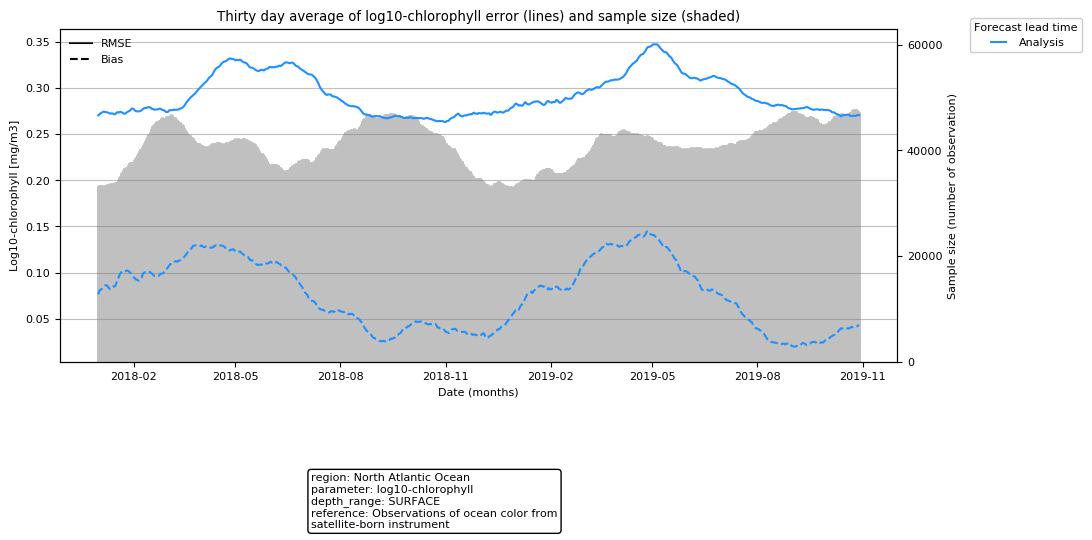 Thirty day average of log10-chlorophyll error (lines) and sample size (shaded)
Forecast lead time
Analysis
RMSE
Bias
Log10-chlorophyll [mg/m3]
0.35
0.30
0.25
0.20
0.15
0.10
0.05
60000
40000
20000
0
Sample size (number of observation)
2018-02 2018-05 2018-08 2018-11 2019-02 2019-05 2019-08 2019-11
Date (months)
region: North Atlantic Ocean
parameter: log10-chlorophyll
depth_range: SURFACE
reference: Observations of ocean color from
satellite-born instrument